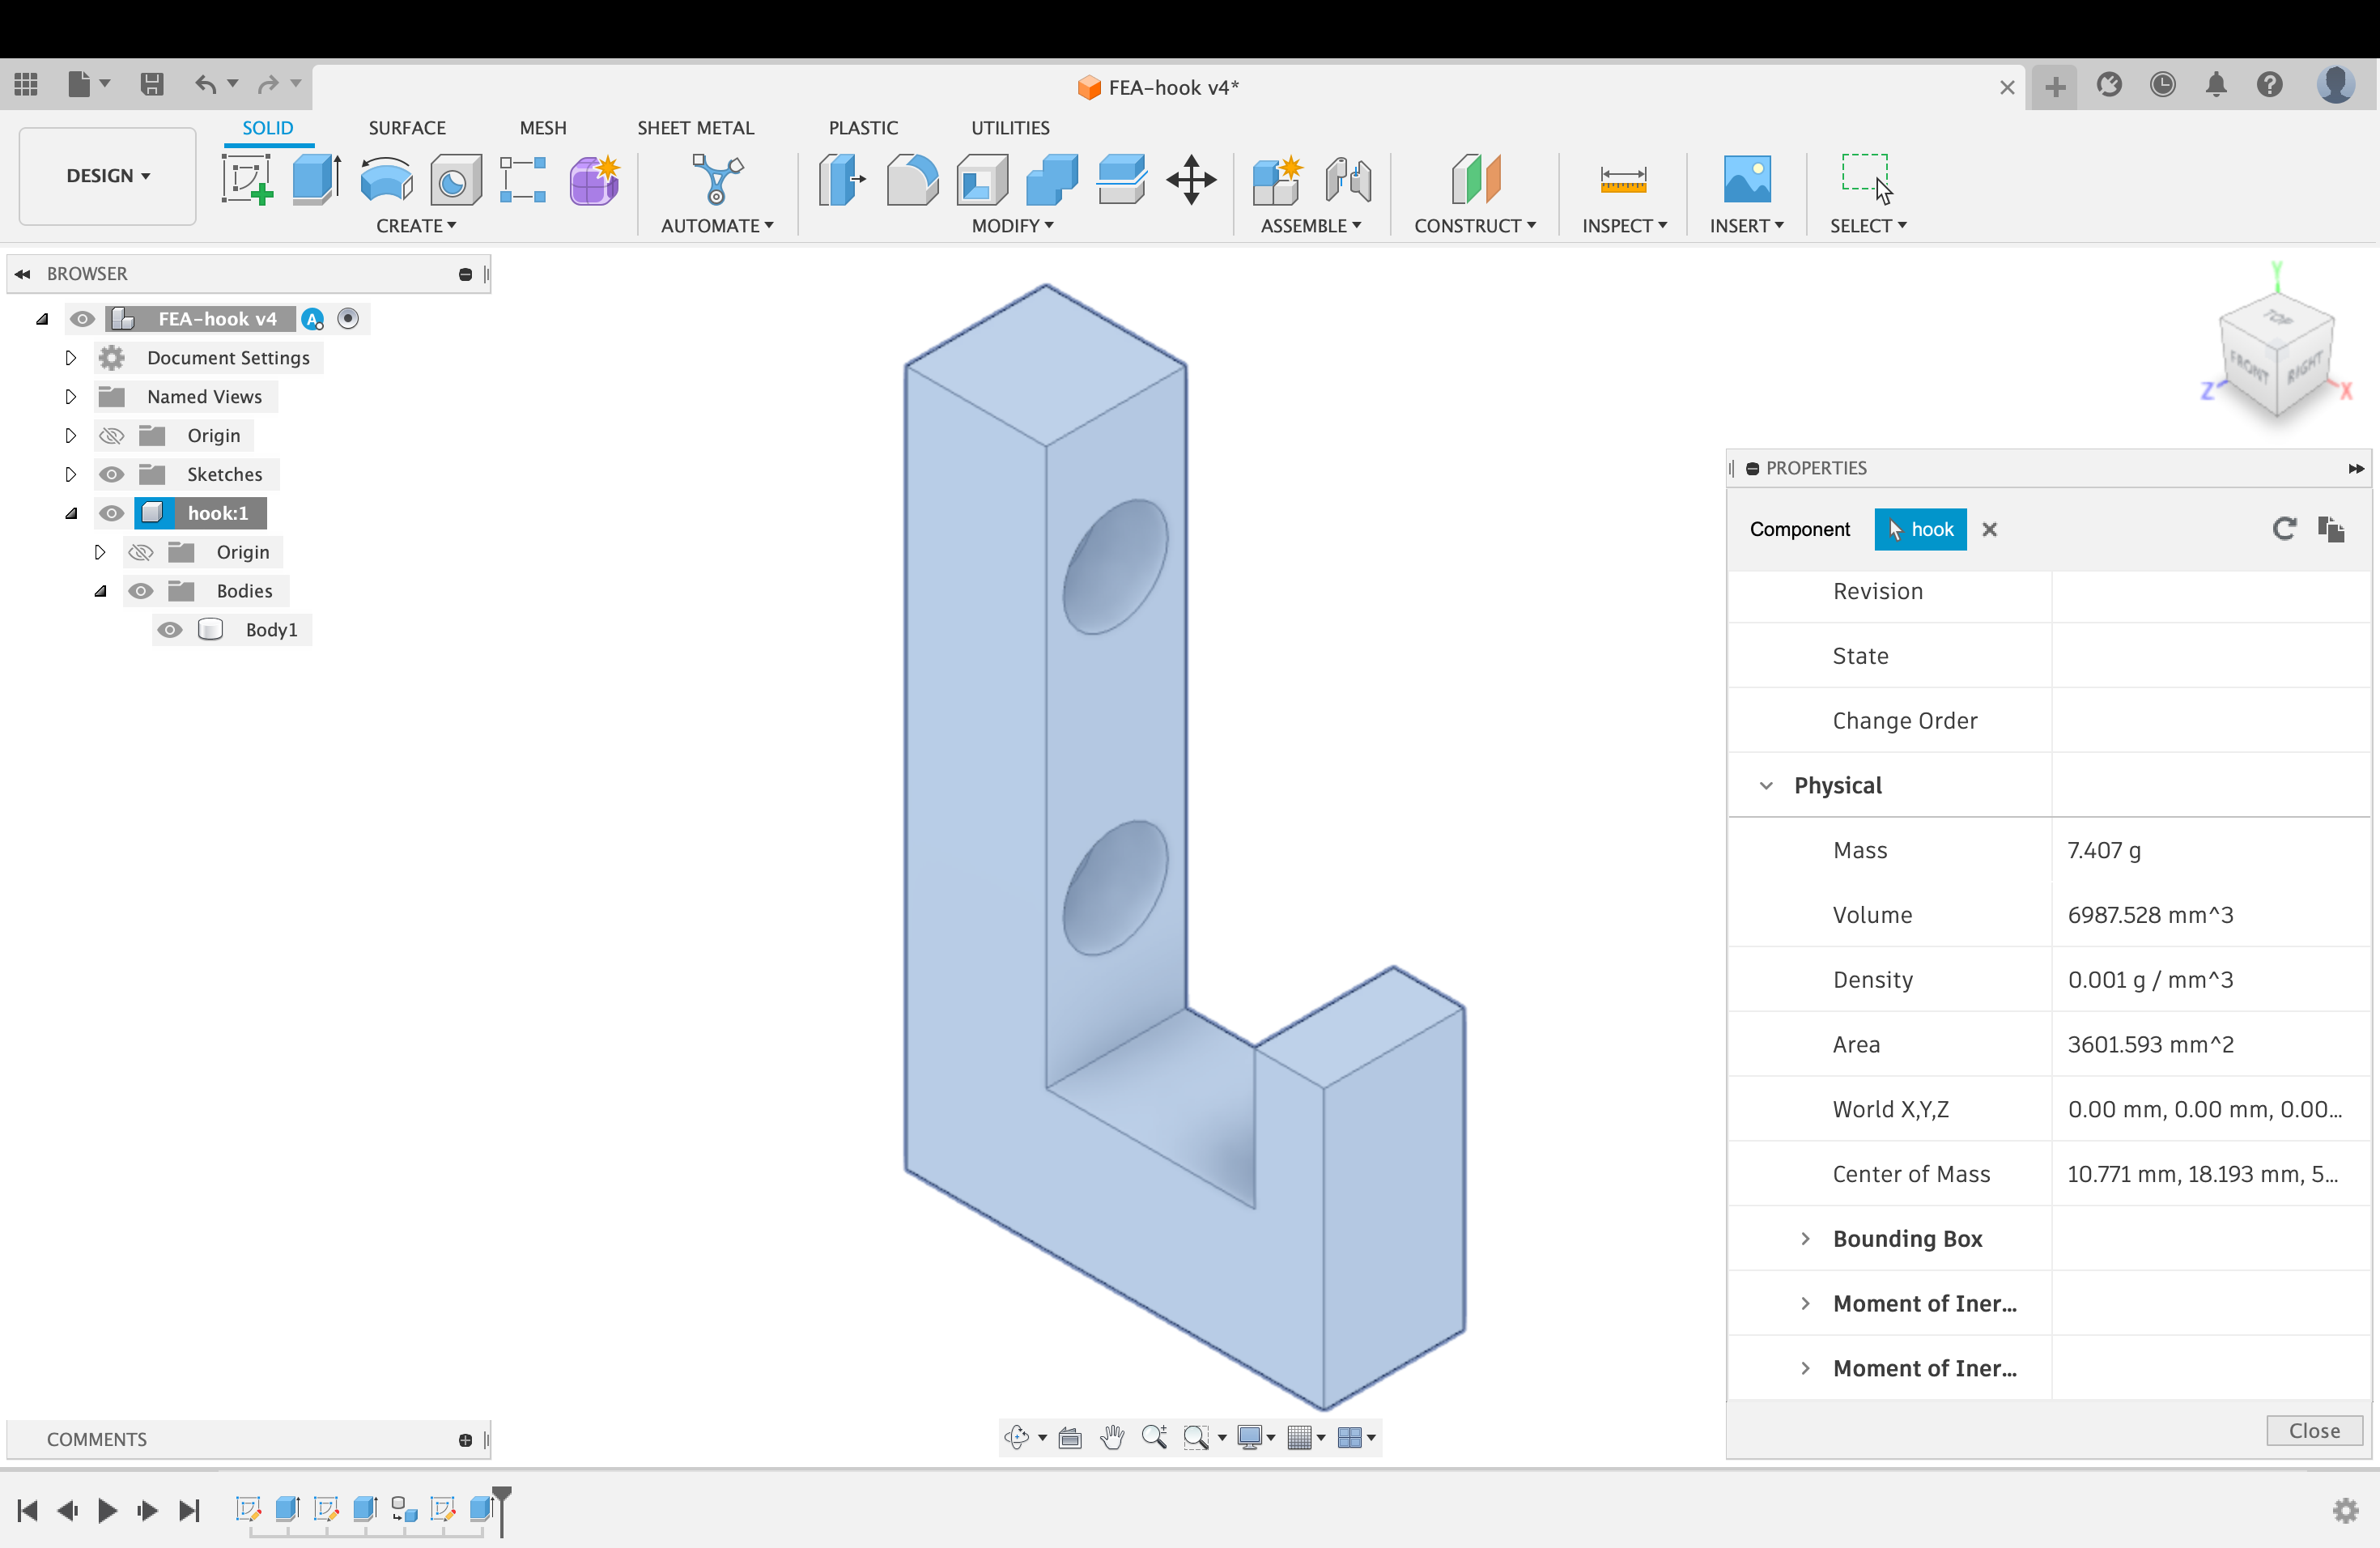 FEA-hook v4*
SOLID SURFACE MESH SHEET METAL PLASTIC UTILITIES
DESIGN
CREATE AUTOMATE MODIFY ASSEMBLE CONSTRUCT INSPECT INSERT SELECT
BROWSER
FEA-hook v4 A
Document Settings
Named Views
Origin
Sketches
hook:1
Origin
Bodies
Body1
Y
TOP
FRONT RIGHT
Z X
PROPERTIES
Component hook
Revision
State
Change Order
Physical
Mass 7.407 g
Volume 6987.528 mm^3
Density 0.001 g / mm^3
Area 3601.593 mm^2
World X,Y,Z 0.00 mm, 0.00 mm, 0.00...
Center of Mass 10.771 mm, 18.193 mm, 5...
Bounding Box
Moment of Iner...
Moment of Iner...
Close
COMMENTS